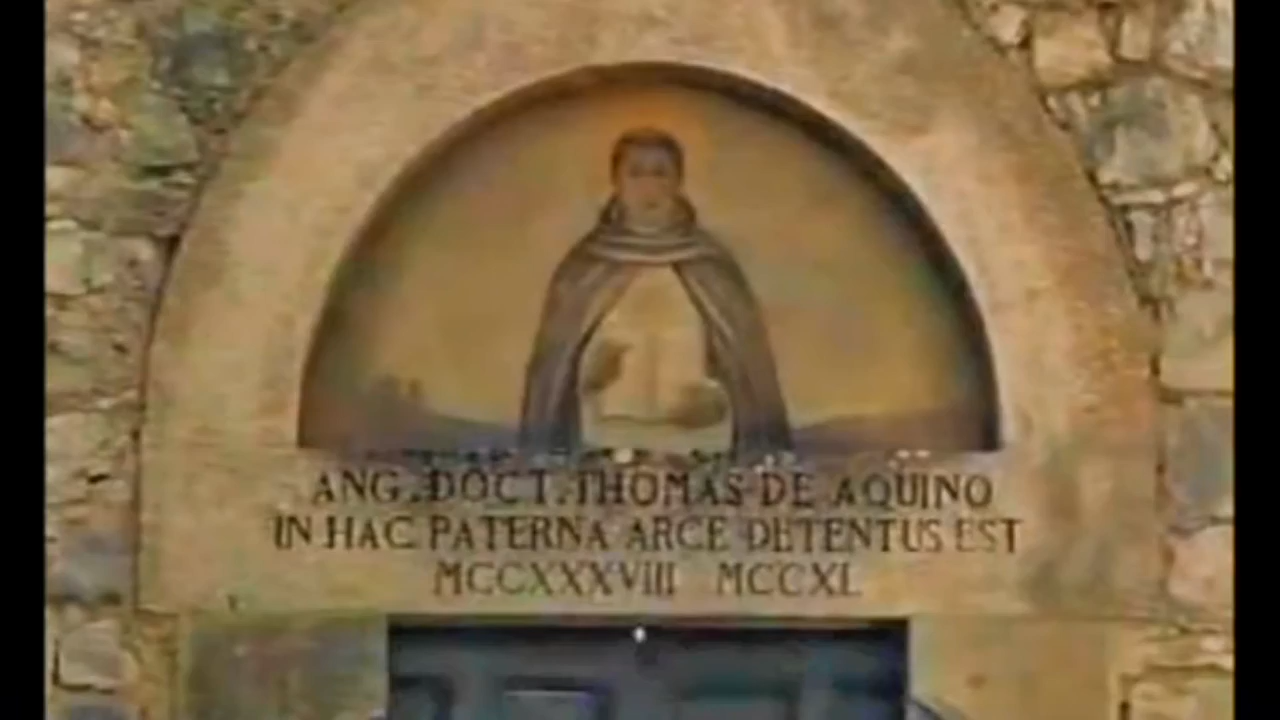 ANG. DOCT. THOMAS DE AQUINO
IN HAC PATERNA ARCE DETENTUS EST
MCCXXXVIII MCCXL